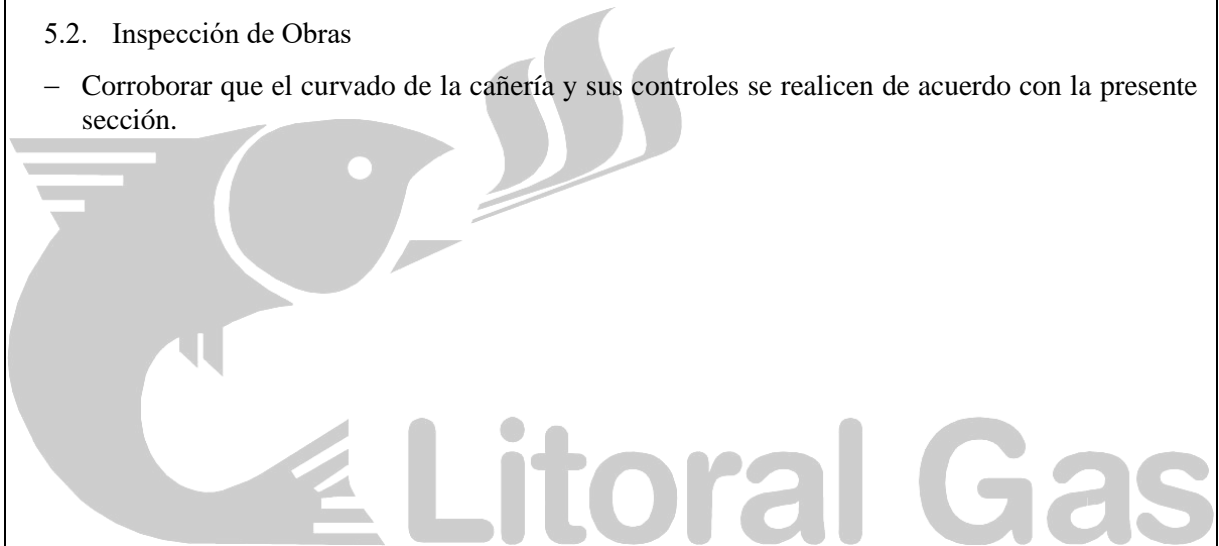 5.2. Inspección de Obras
– Corroborar que el curvado de la cañería y sus controles se realicen de acuerdo con la presente
sección.
Litoral Gas